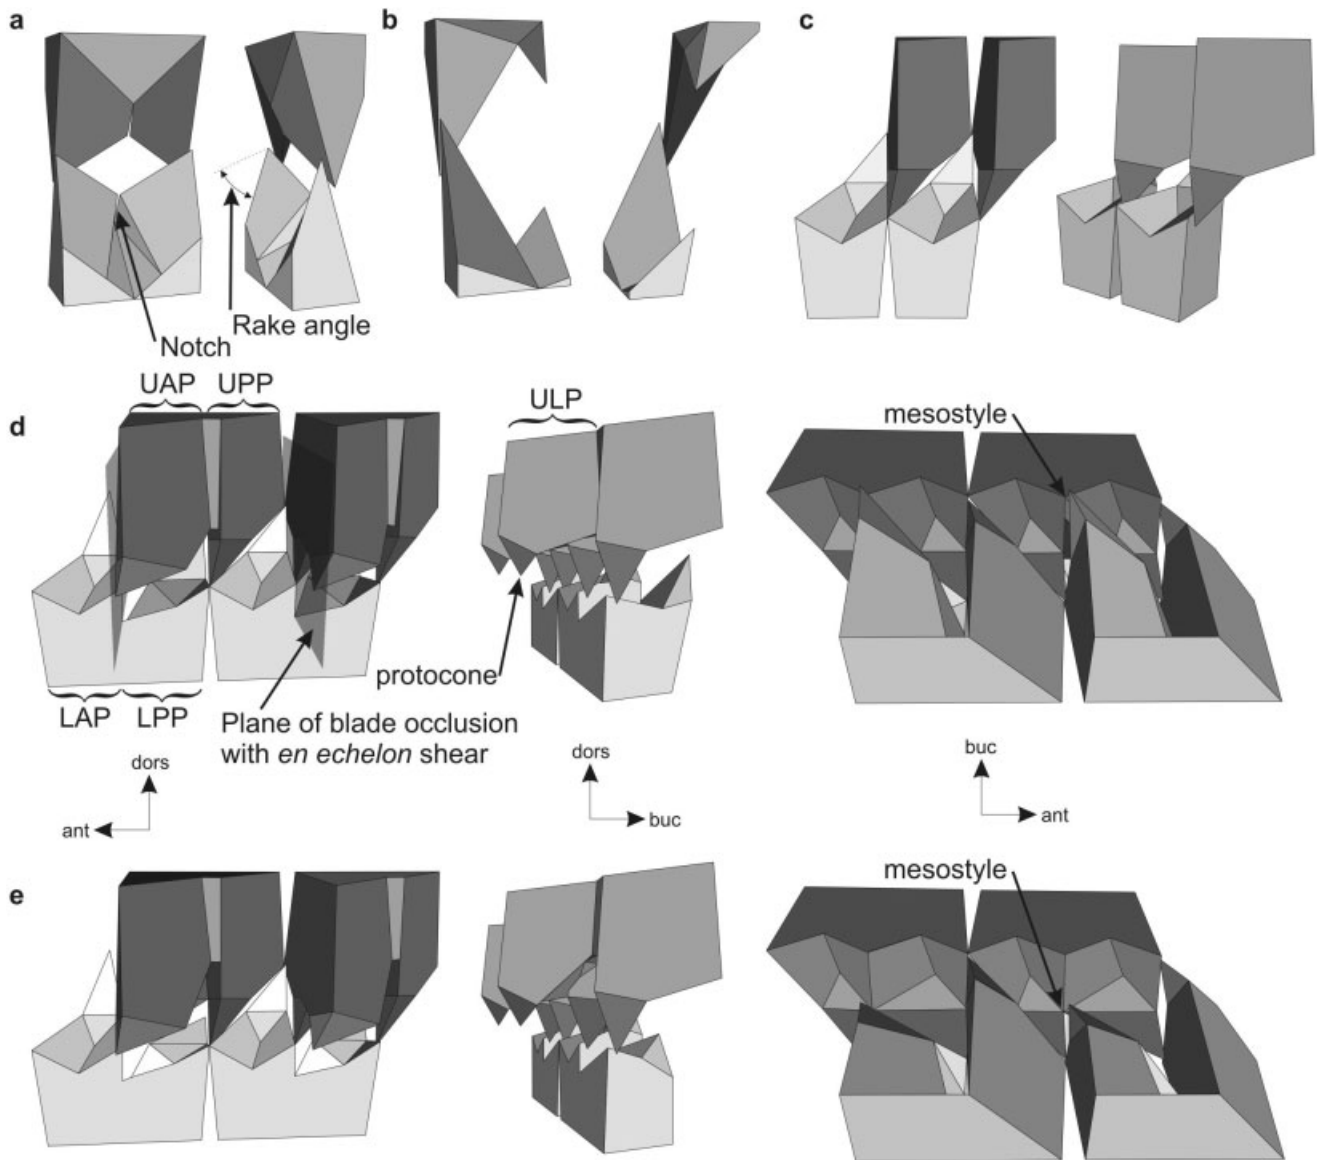 a
b
c
Rake angle
Notch
UAP
UPP
d
ULP
mesostyle
protocone
LAP
LPP
Plane of blade occlusion
with en echelon shear
dors
ant
dors
buc
buc
ant
e
mesostyle